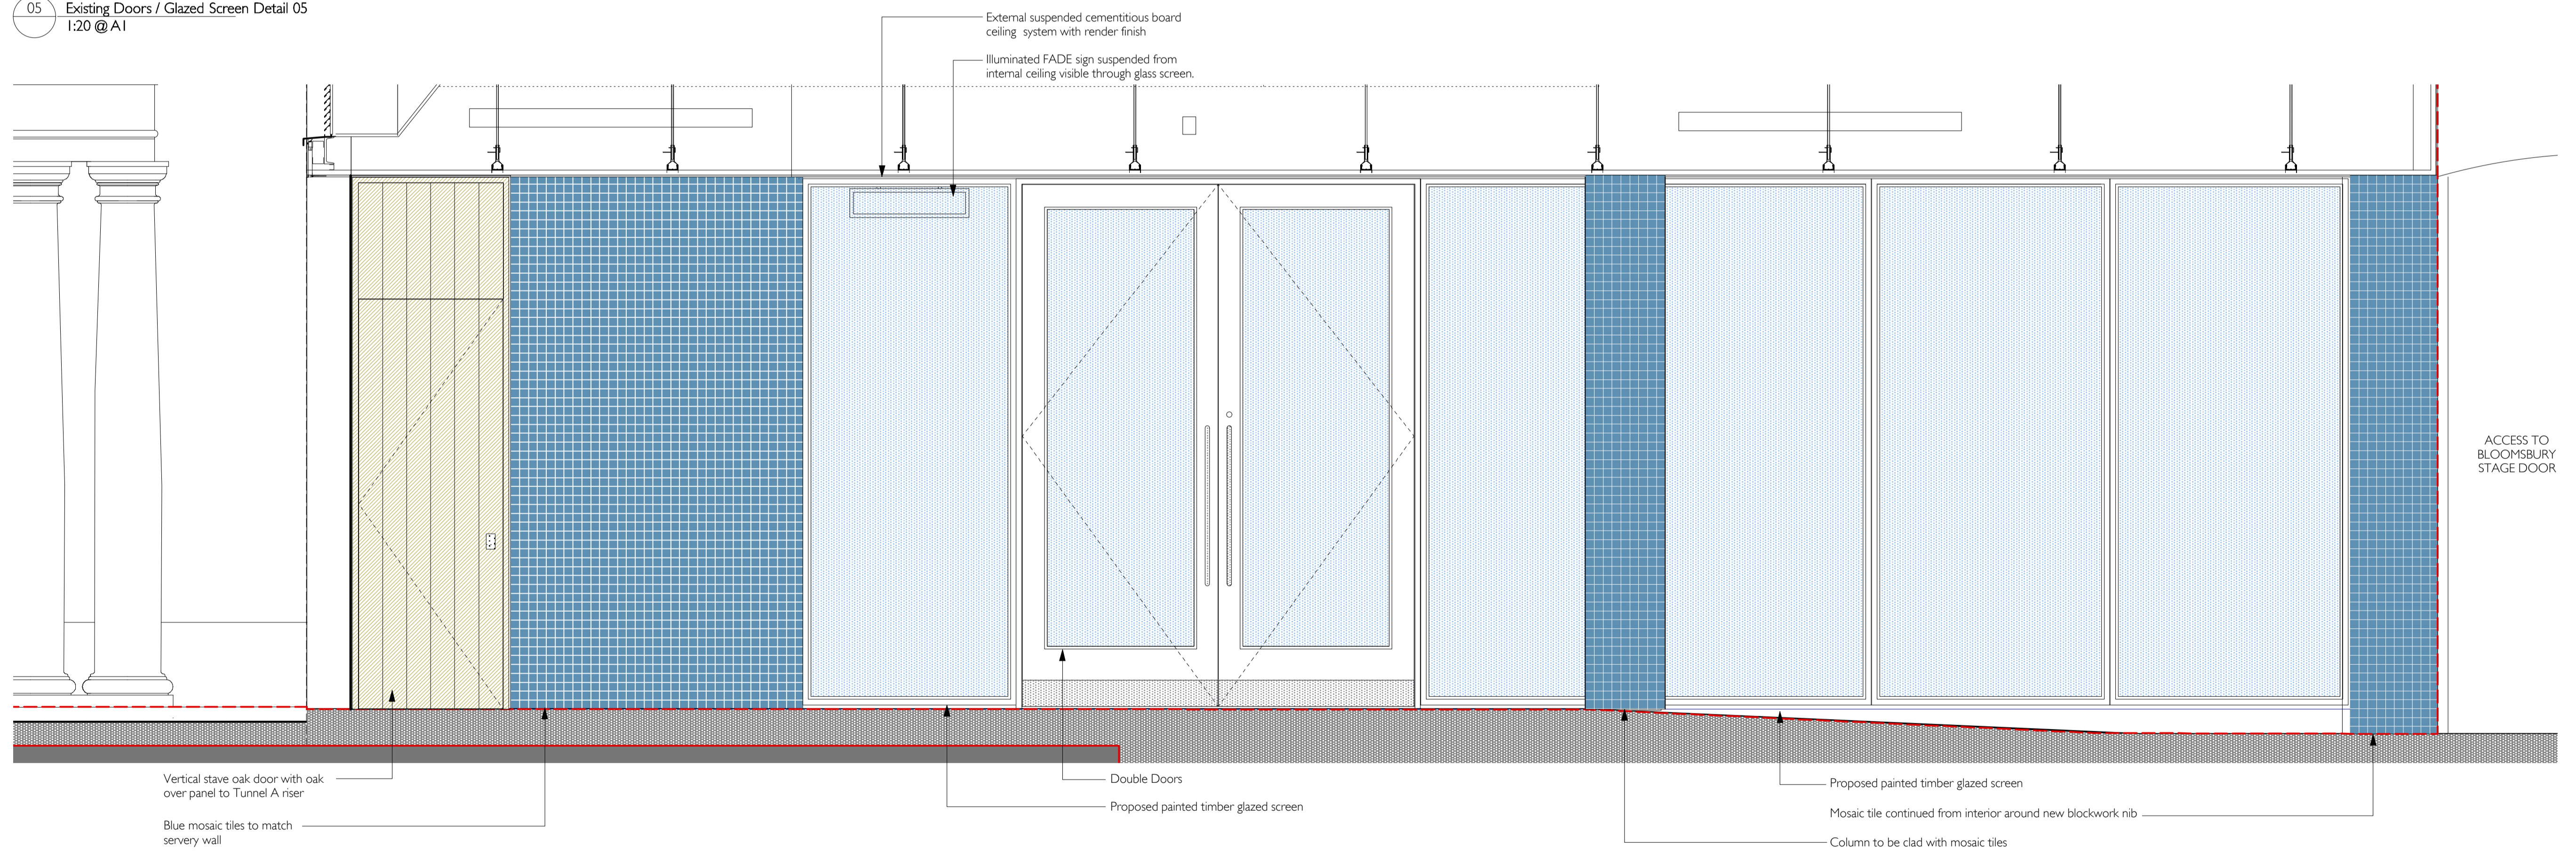 05
Existing Doors / Glazed Screen Detail 05
1:20 @ A1
External suspended cementitious board
ceiling system with render finish
Illuminated FADE sign suspended from
internal ceiling visible through glass screen.
ACCESS TO
BLOOMSBURY
STAGE DOOR
Vertical stave oak door with oak
over panel to Tunnel A riser
Blue mosaic tiles to match
servery wall
Double Doors
Proposed painted timber glazed screen
Proposed painted timber glazed screen
Mosaic tile continued from interior around new blockwork nib
Column to be clad with mosaic tiles